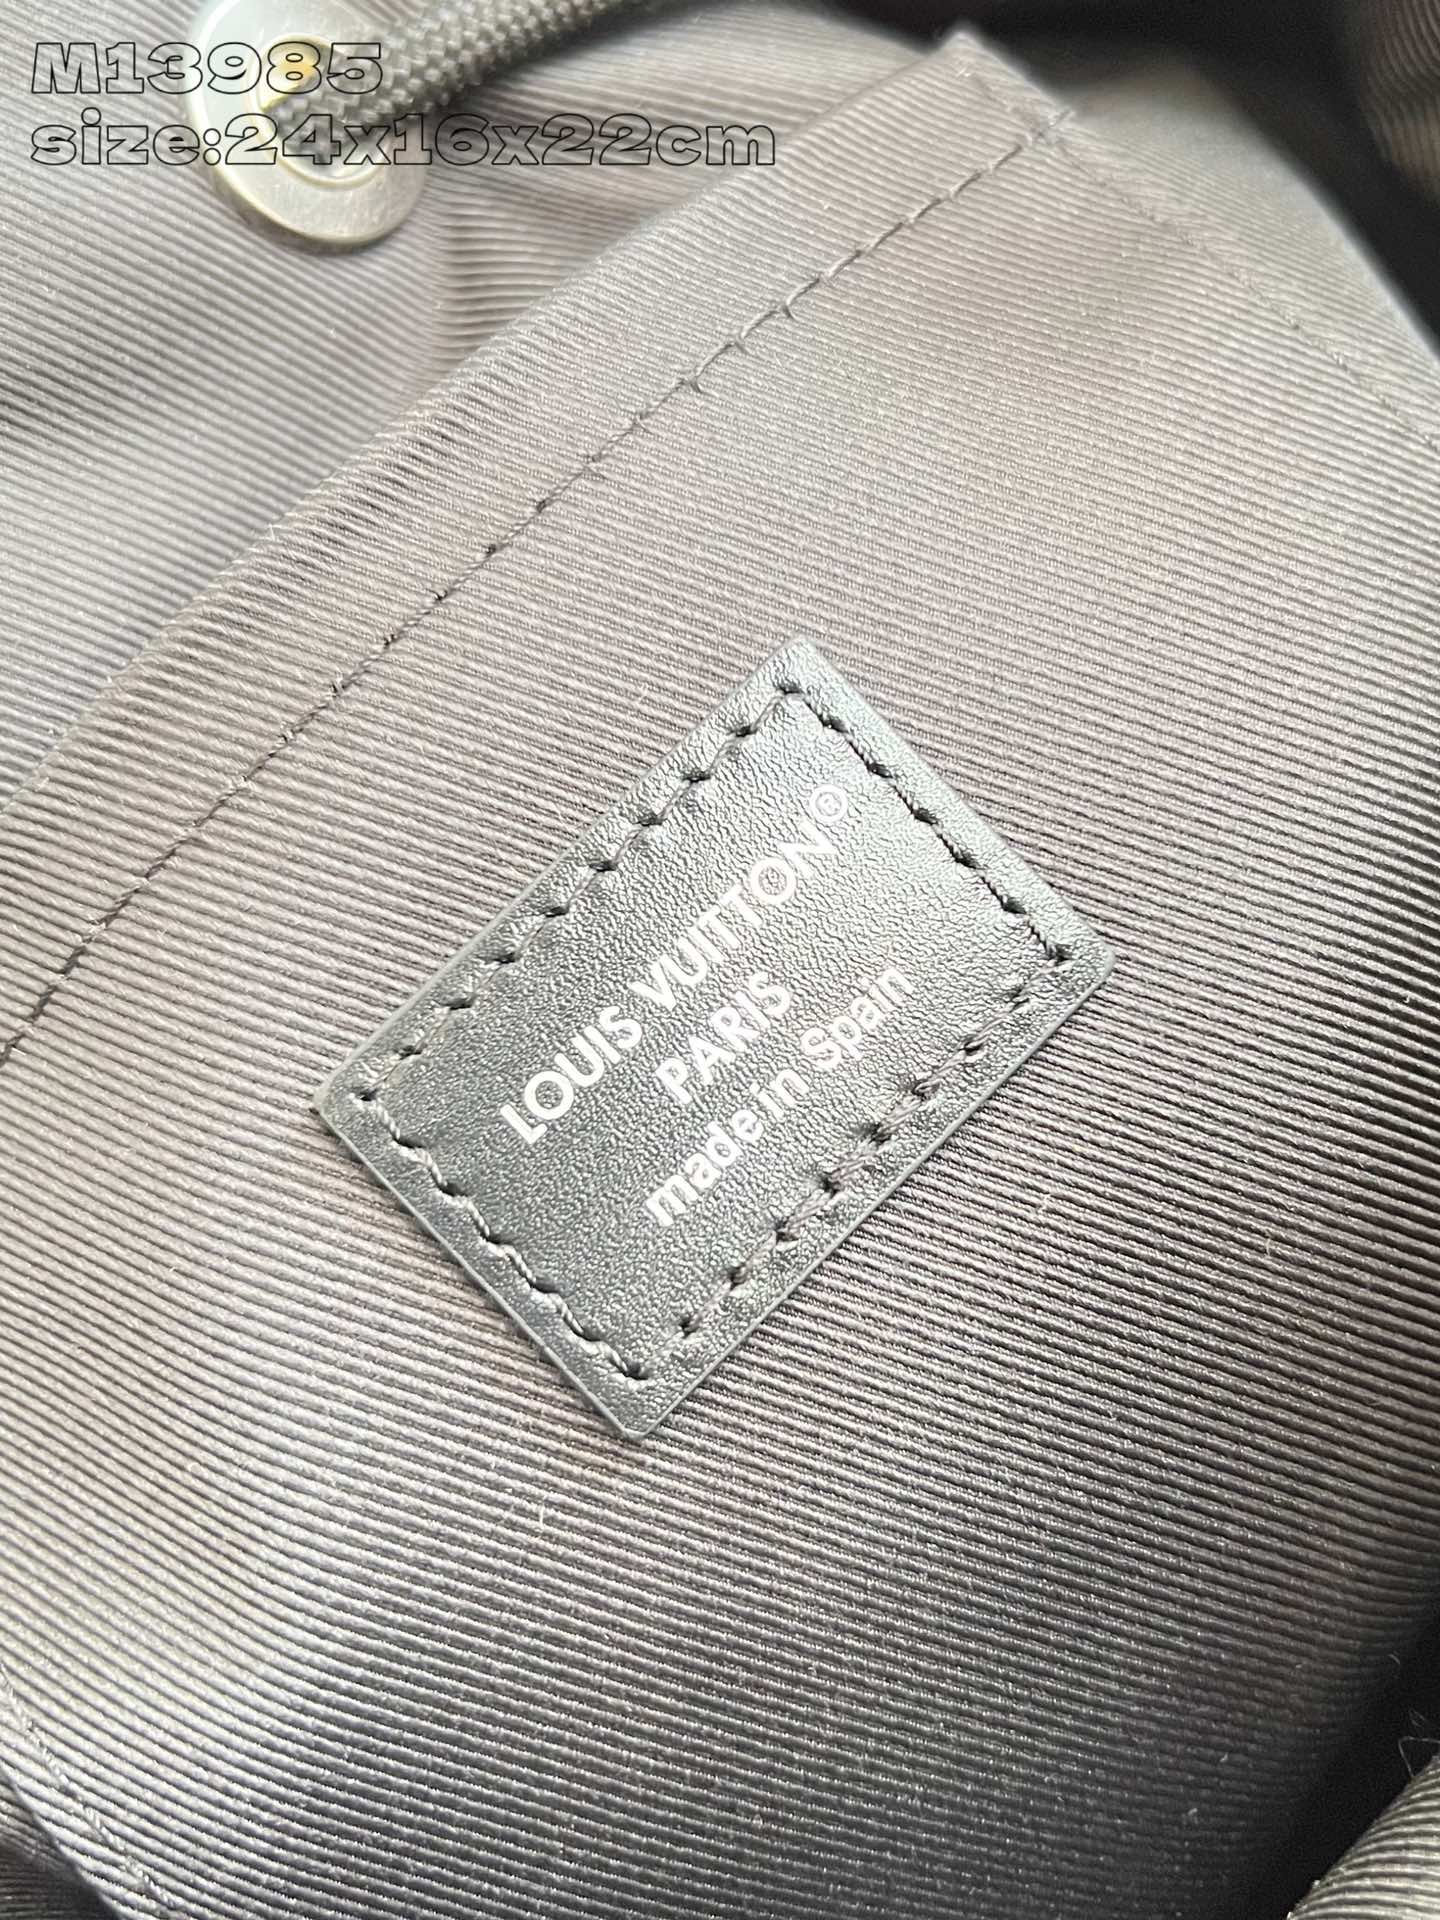 M13985
size:24x16x22cm
LOUIS VUITTON®
PARIS
made in Spain